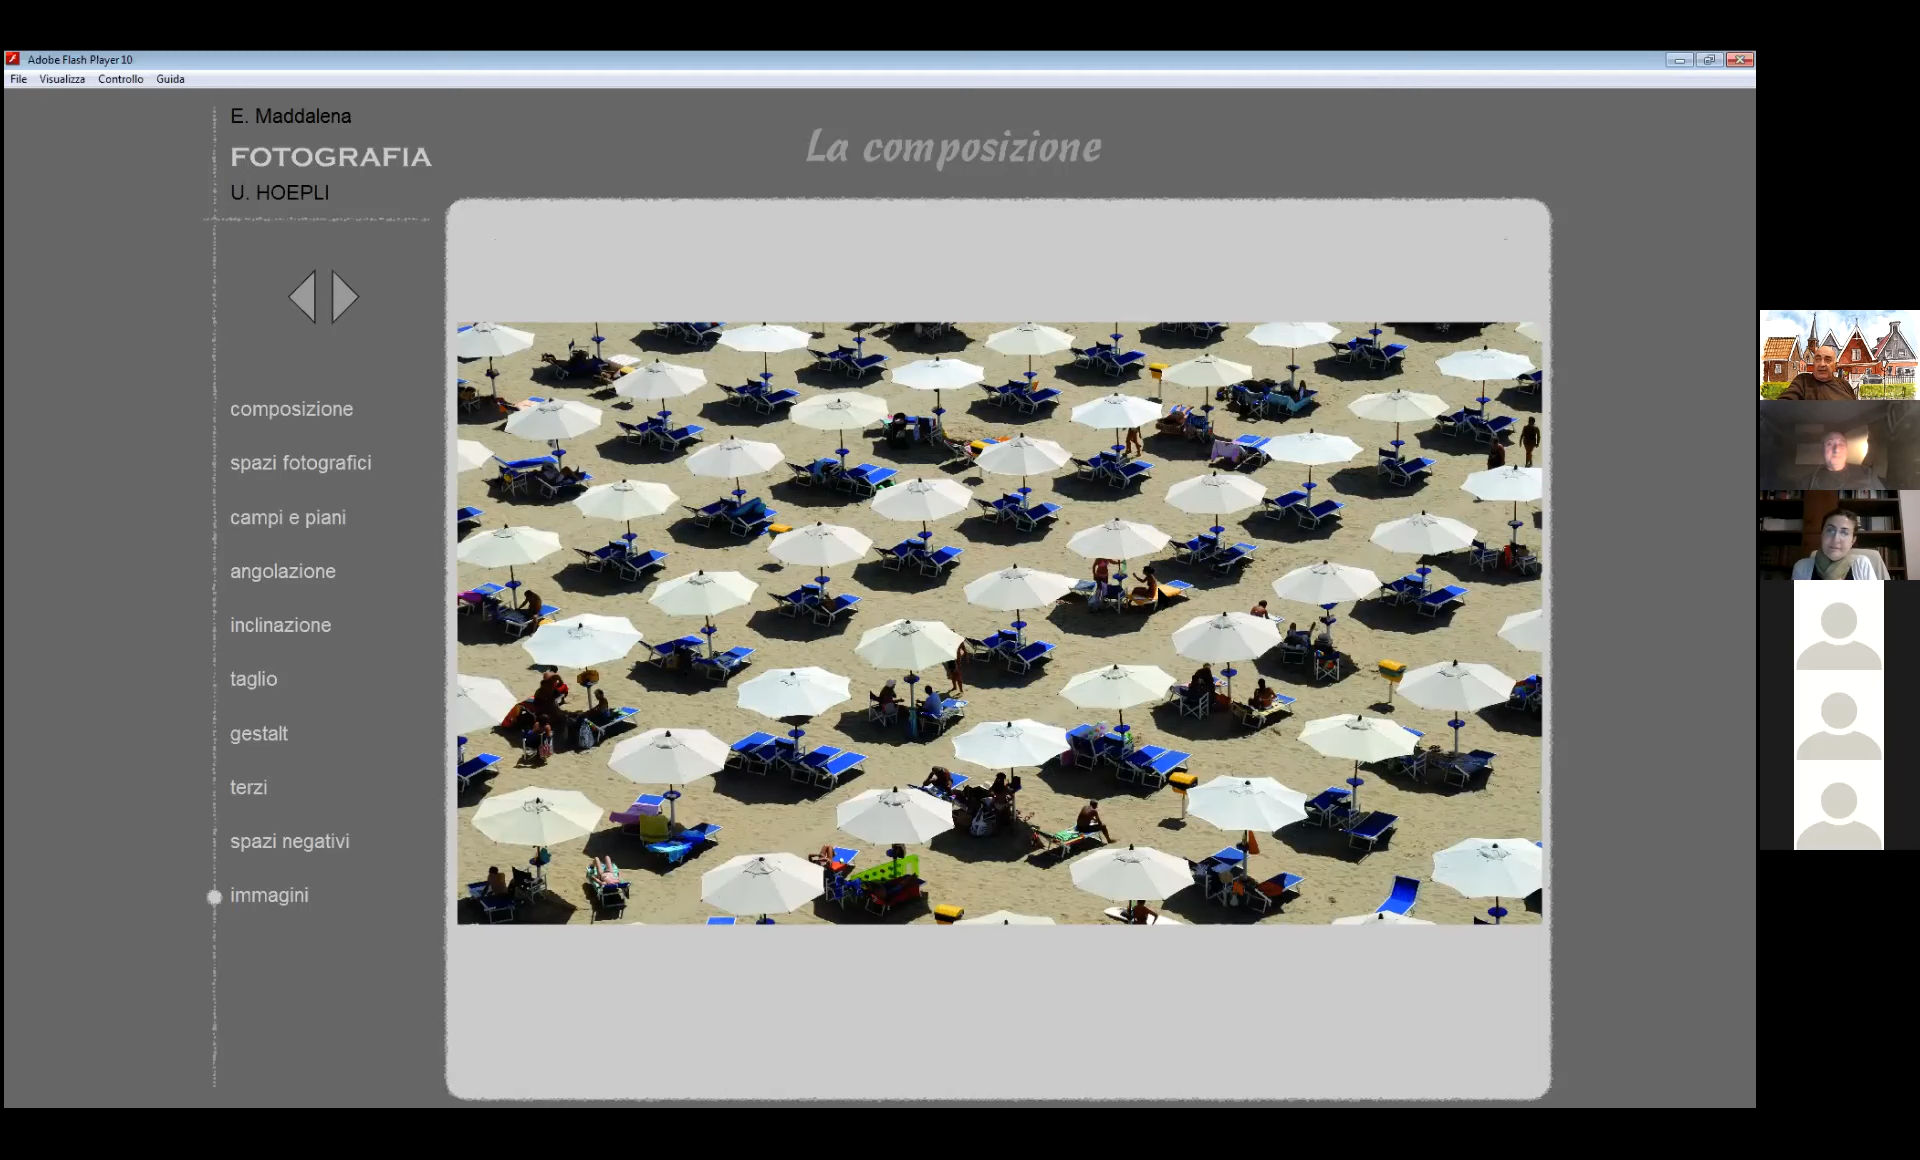 Adobe Flash Player 10
File Visualizza Controllo Guida
E. Maddalena
FOTOGRAFIA
U. HOEPLI
La composizione
composizione
spazi fotografici
campi e piani
angolazione
inclinazione
taglio
gestalt
terzi
spazi negativi
immagini